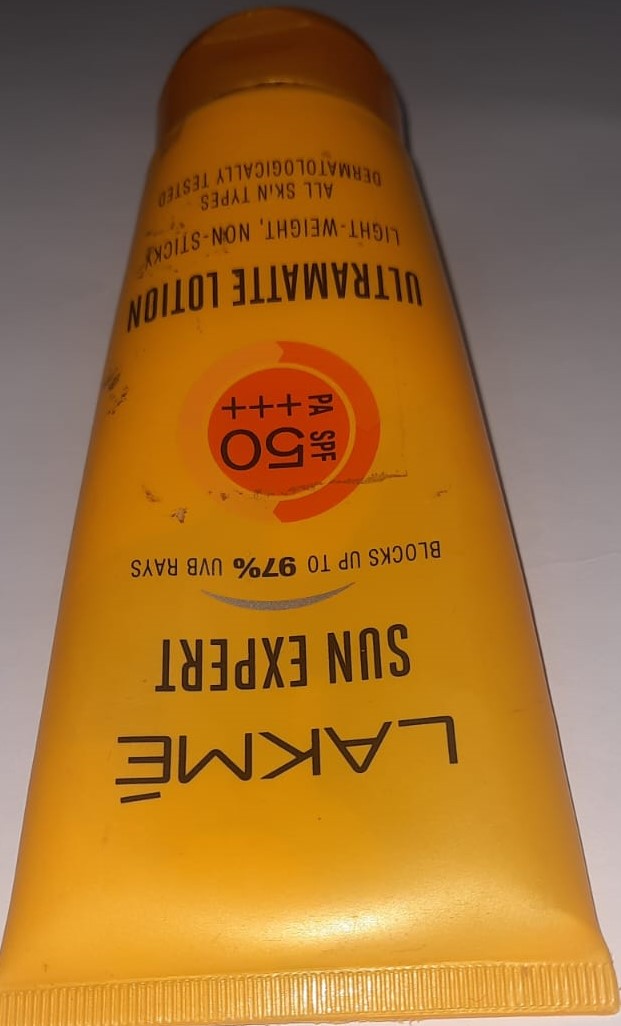 LAKMĒ
SUN EXPERT
BLOCKS UP TO 97% UVB RAYS
SPF 50
PA +++
ULTRAMATTE LOTION
LIGHT-WEIGHT, NON-STICKY
ALL SKIN TYPES
DERMATOLOGICALLY TESTED